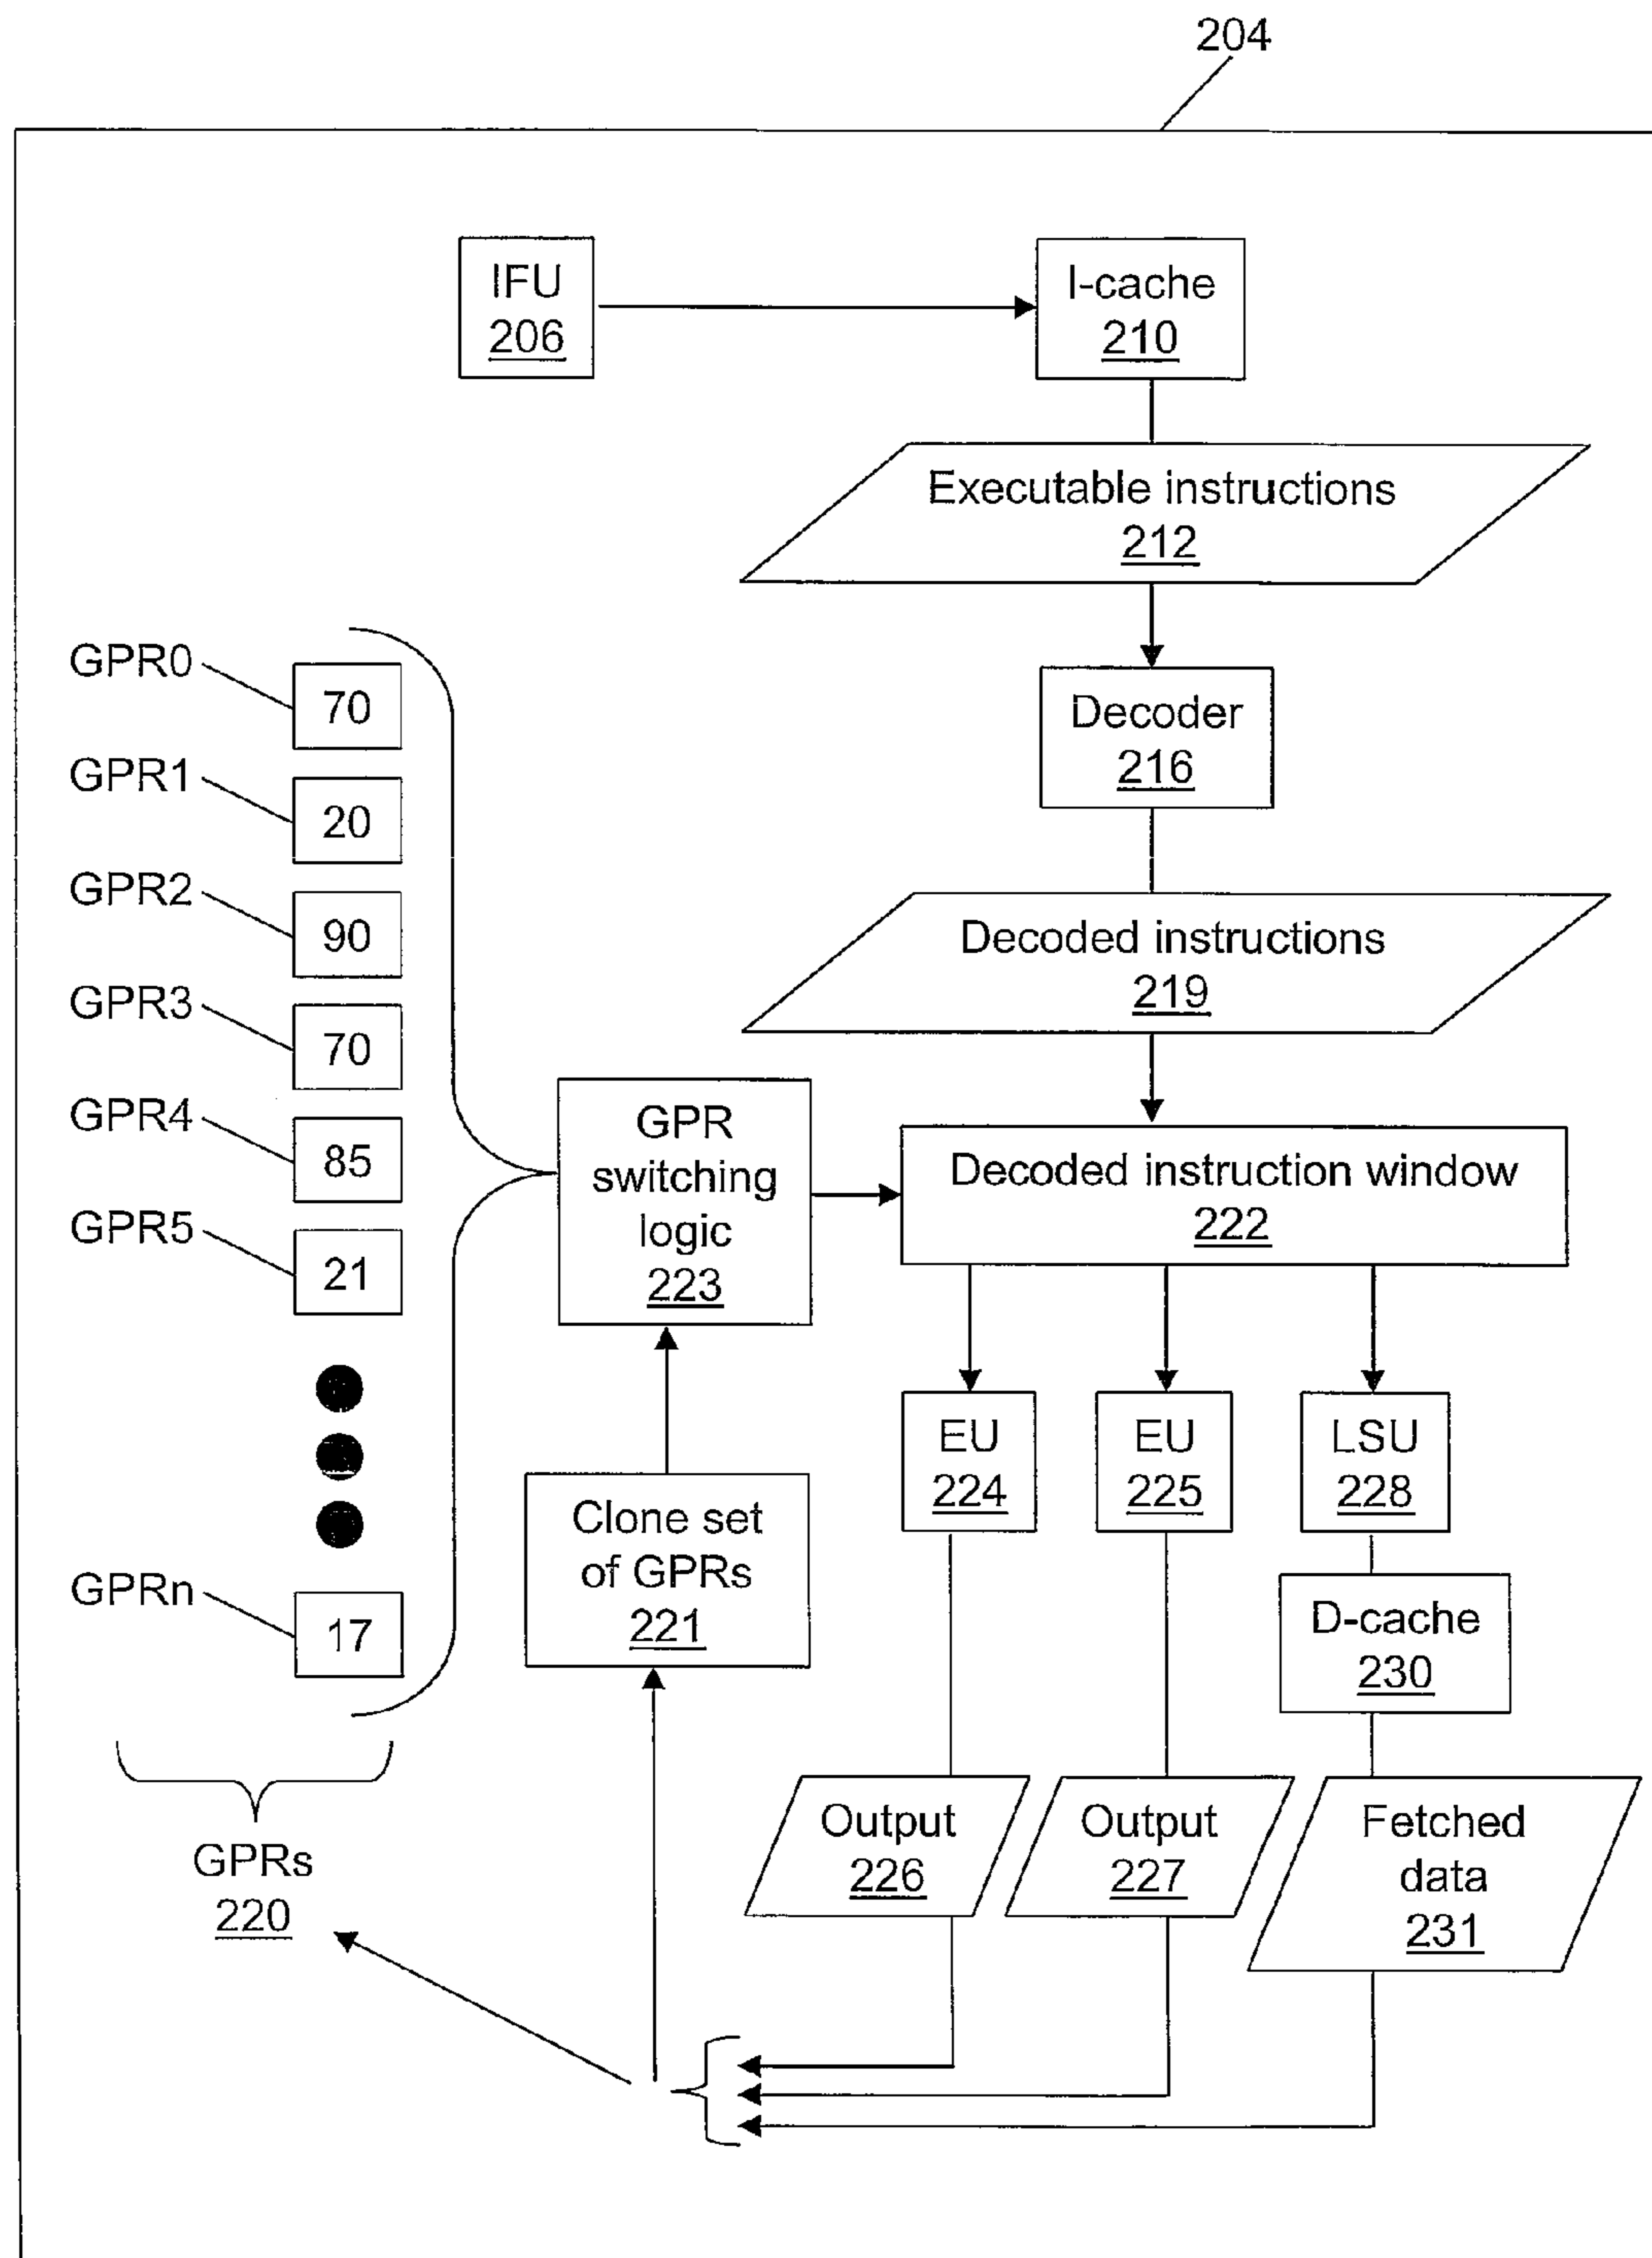 204
IFU
206
I-cache
210
Executable instructions
212
GPR0
70
Decoder
216
GPR1
20
GPR2
90
Decoded instructions
219
GPR3
70
GPR4
85
GPR
switching
logic
223
Decoded instruction window
222
GPR5
21
EU
224
EU
225
LSU
228
Clone set
of GPRs
221
GPRn
17
D-cache
230
Output
226
Output
227
Fetched
data
231
GPRs
220